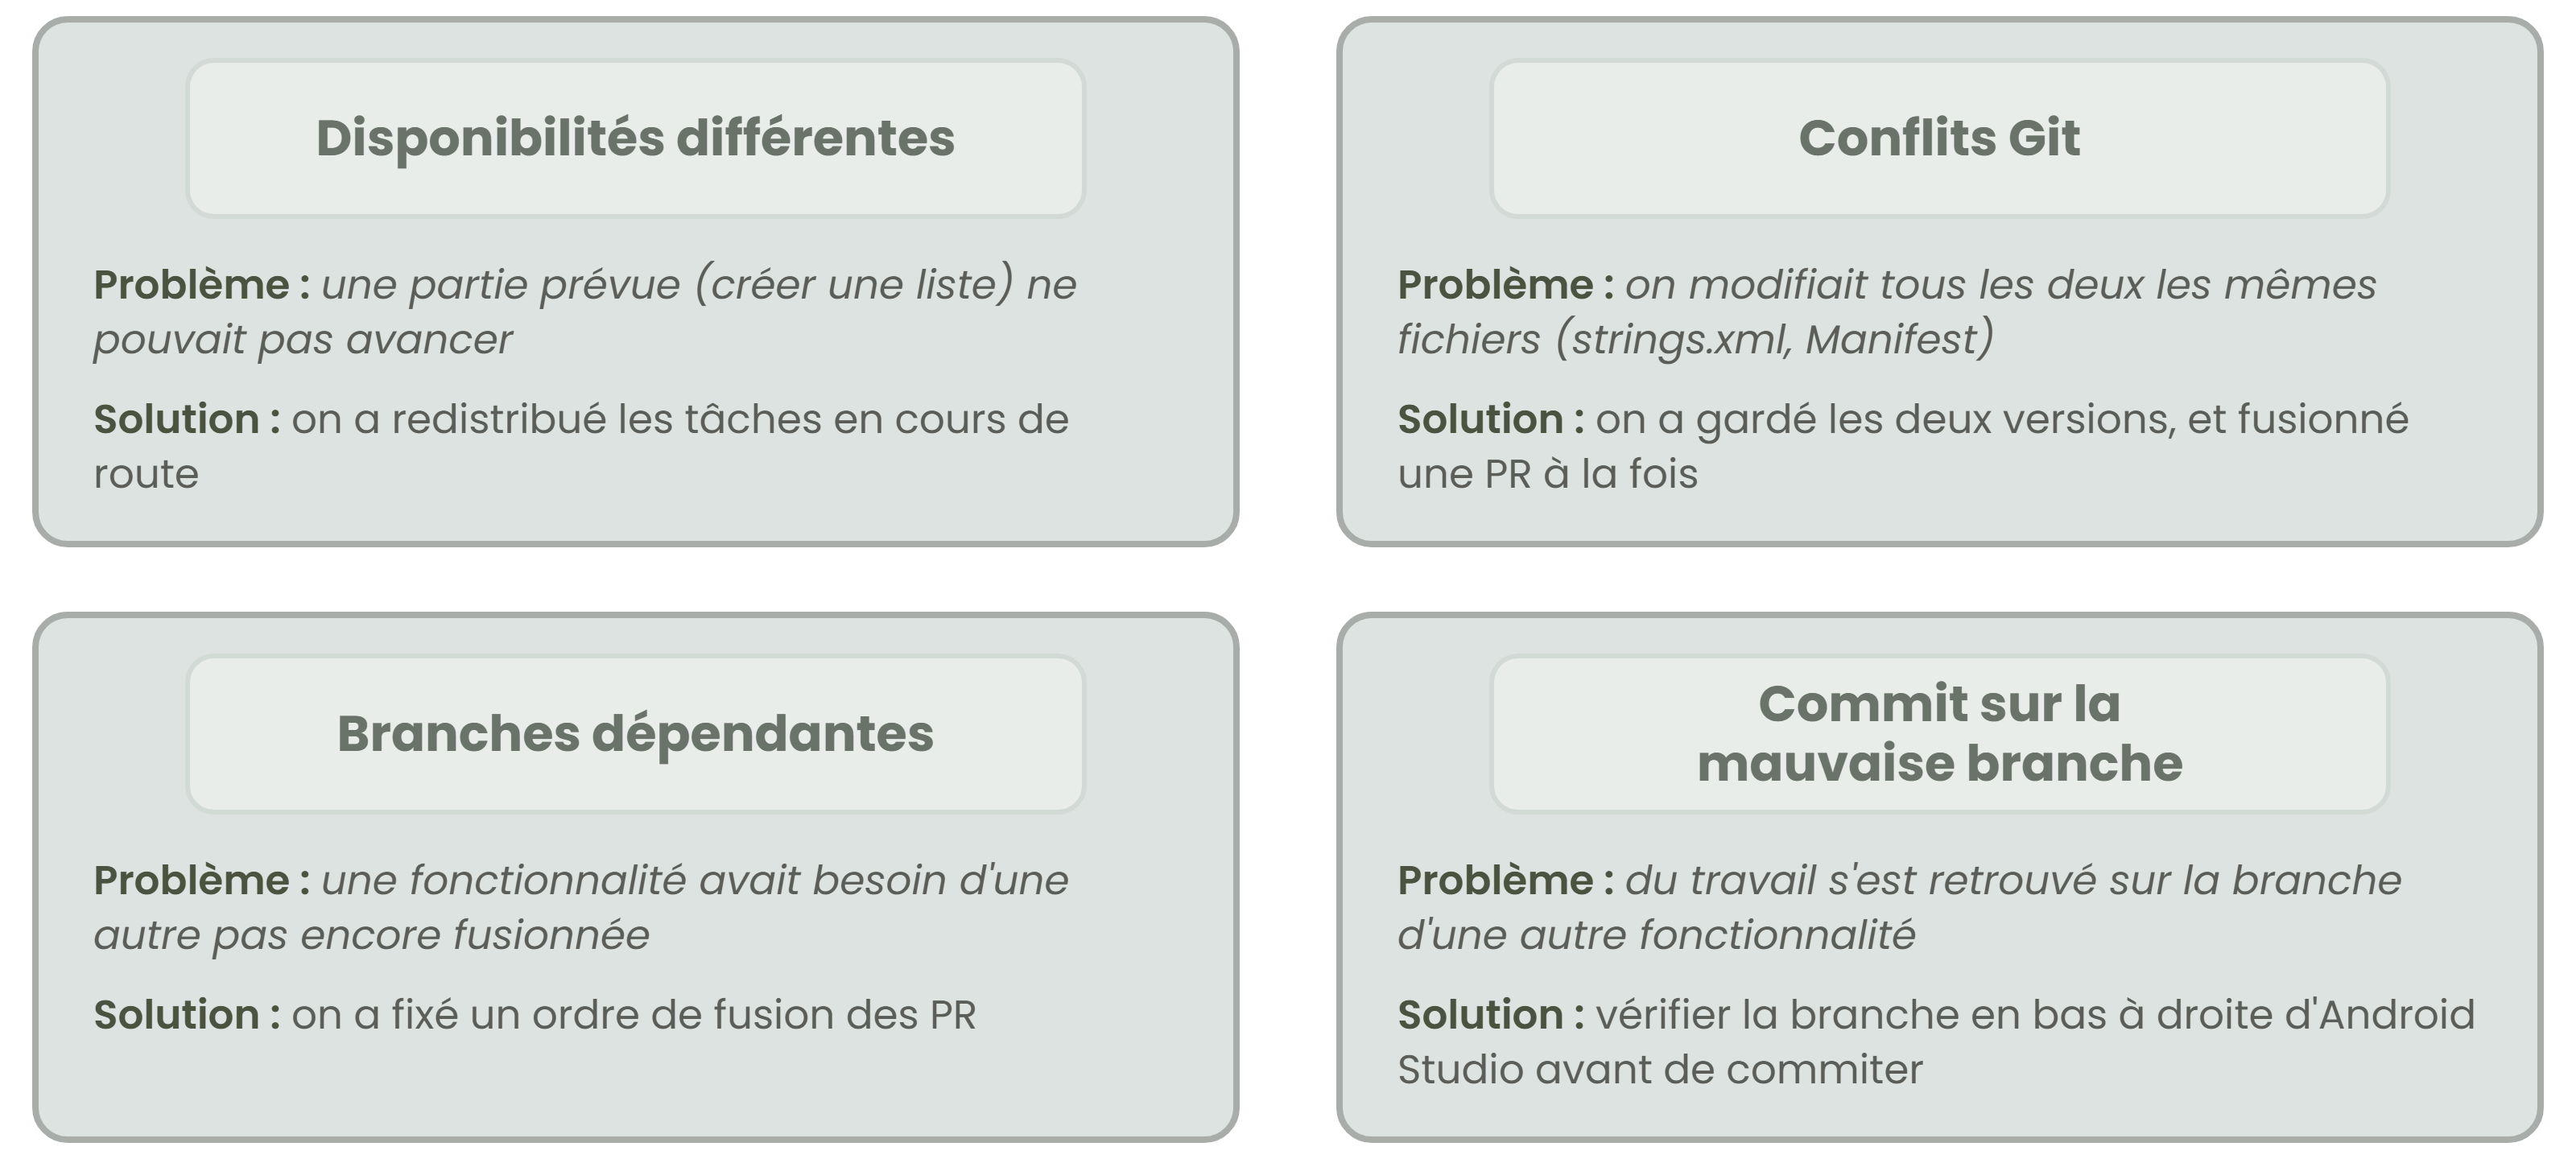 Disponibilités différentes
Problème : une partie prévue (créer une liste) ne
pouvait pas avancer
Solution : on a redistribué les tâches en cours de
route
Conflits Git
Problème : on modifiait tous les deux les mêmes
fichiers (strings.xml, Manifest)
Solution : on a gardé les deux versions, et fusionné
une PR à la fois
Branches dépendantes
Problème : une fonctionnalité avait besoin d'une
autre pas encore fusionnée
Solution : on a fixé un ordre de fusion des PR
Commit sur la
mauvaise branche
Problème : du travail s'est retrouvé sur la branche
d'une autre fonctionnalité
Solution : vérifier la branche en bas à droite d'Android
Studio avant de commiter